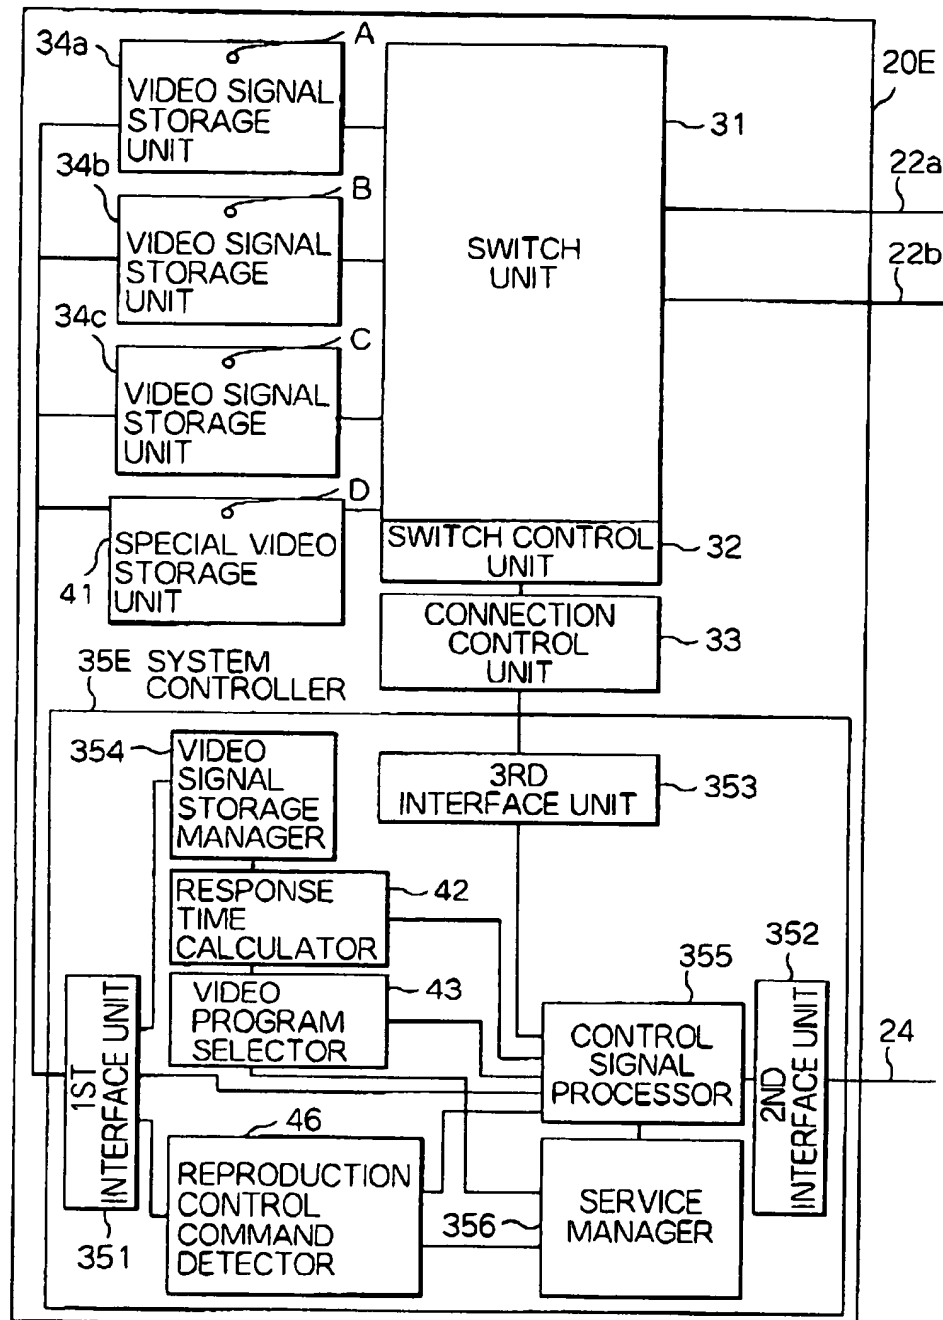 34a
A
VIDEO SIGNAL
STORAGE
UNIT
20E
31
22a
34b
B
VIDEO SIGNAL
STORAGE
UNIT
SWITCH
UNIT
22b
34c
C
VIDEO SIGNAL
STORAGE
UNIT
D
SPECIAL VIDEO
STORAGE
UNIT
41
SWITCH CONTROL
UNIT
32
CONNECTION
CONTROL
UNIT
33
35E SYSTEM
CONTROLLER
354
VIDEO
SIGNAL
STORAGE
MANAGER
3RD
INTERFACE UNIT
353
RESPONSE
TIME
CALCULATOR
42
VIDEO
PROGRAM
SELECTOR
43
355
352
1ST
INTERFACE UNIT
351
CONTROL
SIGNAL
PROCESSOR
2ND
INTERFACE UNIT
24
46
REPRODUCTION
CONTROL
COMMAND
DETECTOR
356
SERVICE
MANAGER